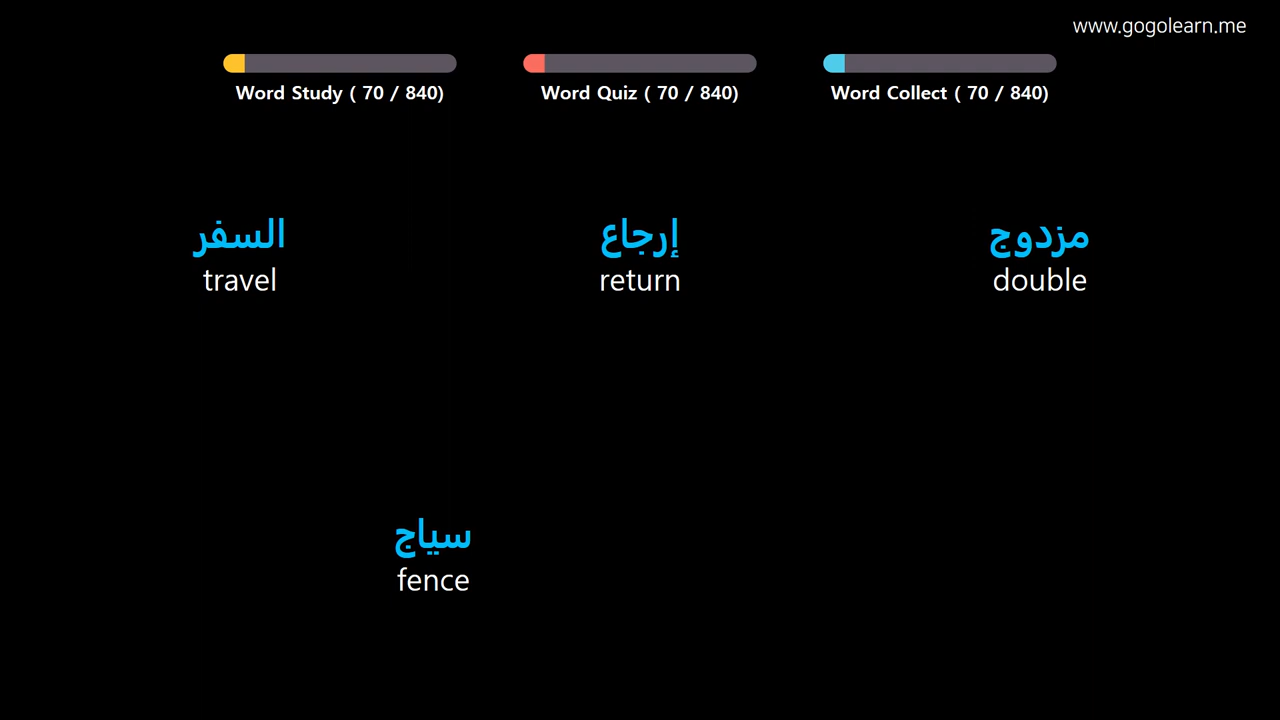 www.gogolearn.me
Word Study ( 70 / 840)
Word Quiz ( 70 / 840)
Word Collect ( 70 / 840)
السفر
travel
إرجاع
return
مزدوج
double
سياج
fence